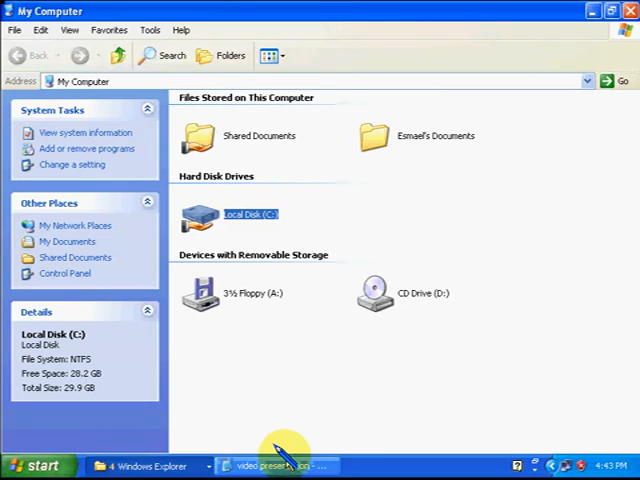 My Computer
File Edit View Favorites Tools Help
Back Search Folders
Address My Computer Go
System Tasks
View system information
Add or remove programs
Change a setting
Other Places
My Network Places
My Documents
Shared Documents
Control Panel
Details
Local Disk (C:)
Local Disk
File System: NTFS
Free Space: 28.2 GB
Total Size: 29.9 GB
Files Stored on This Computer
Shared Documents Esmael's Documents
Hard Disk Drives
Local Disk (C:)
Devices with Removable Storage
3½ Floppy (A:) CD Drive (D:)
start 4 Windows Explorer video presentation - ... 4:43 PM